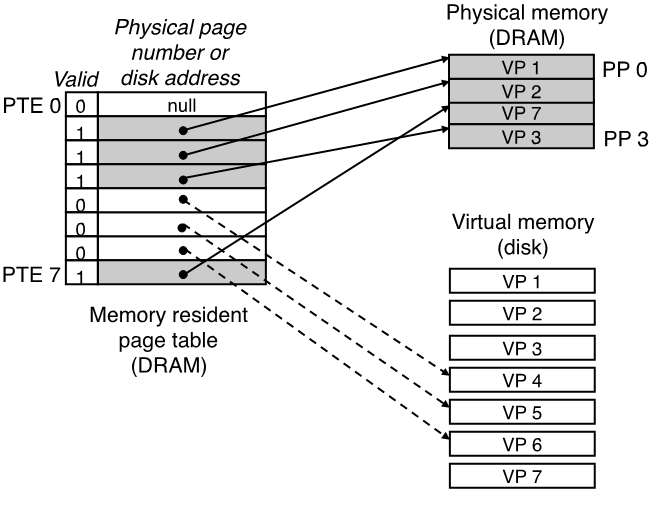 Physical page
number or
disk address
Valid
PTE 0
0
null
1
1
1
0
0
0
PTE 7
1
Memory resident
page table
(DRAM)
Physical memory
(DRAM)
VP 1
PP 0
VP 2
VP 7
VP 3
PP 3
Virtual memory
(disk)
VP 1
VP 2
VP 3
VP 4
VP 5
VP 6
VP 7